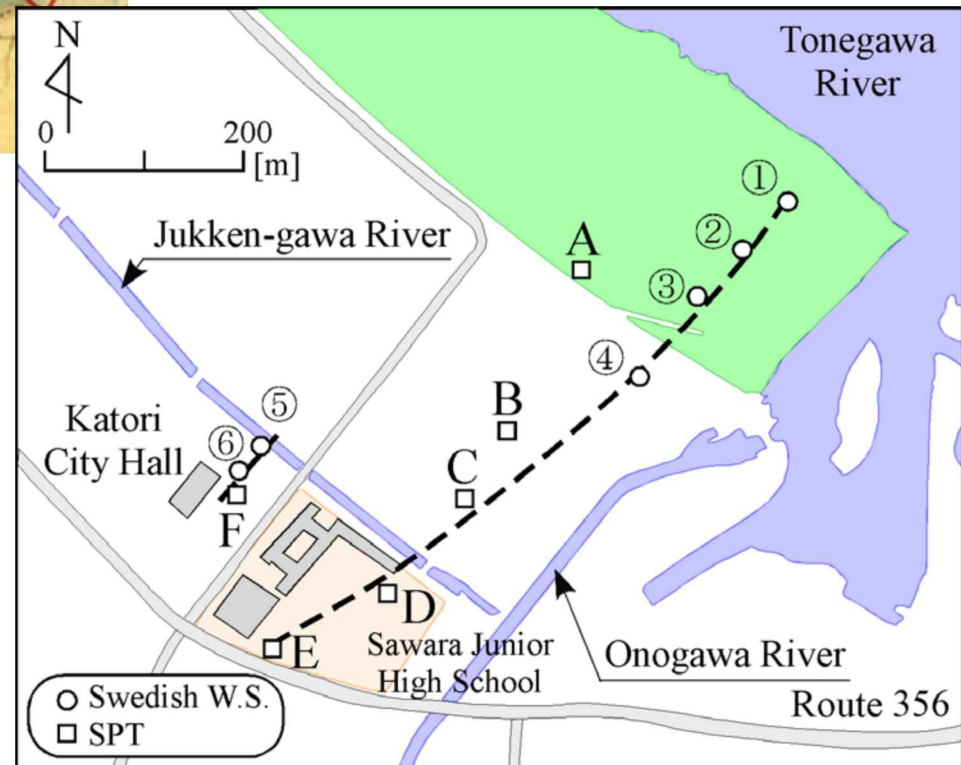 N
0 200
[m]
Tonegawa
River
Jukken-gawa River
①
②
③
④
⑤
⑥
A
B
C
D
E
F
Katori
City Hall
Sawara Junior
High School
Onogawa River
Route 356
Swedish W.S.
SPT